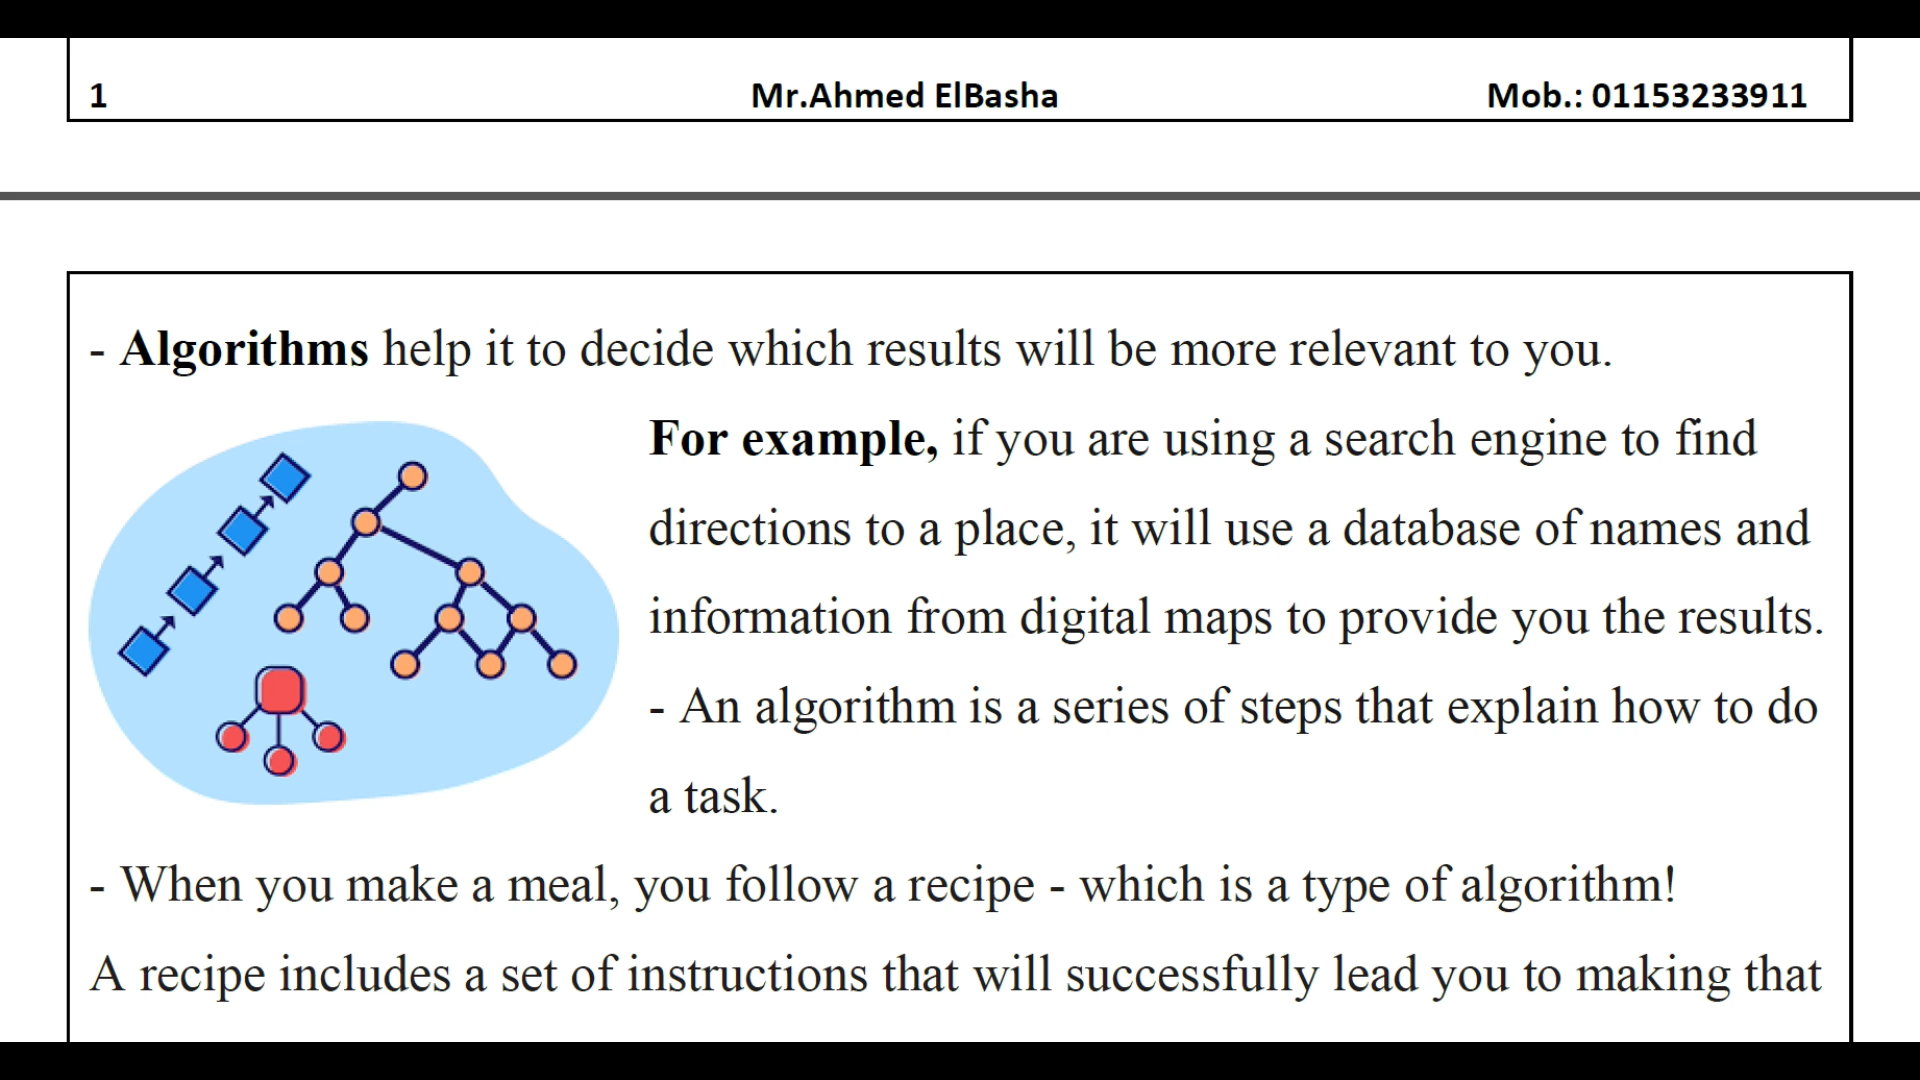 1 Mr.Ahmed ElBasha Mob.: 01153233911
- Algorithms help it to decide which results will be more relevant to you.
For example, if you are using a search engine to find
directions to a place, it will use a database of names and
information from digital maps to provide you the results.
- An algorithm is a series of steps that explain how to do
a task.
- When you make a meal, you follow a recipe - which is a type of algorithm!
A recipe includes a set of instructions that will successfully lead you to making that